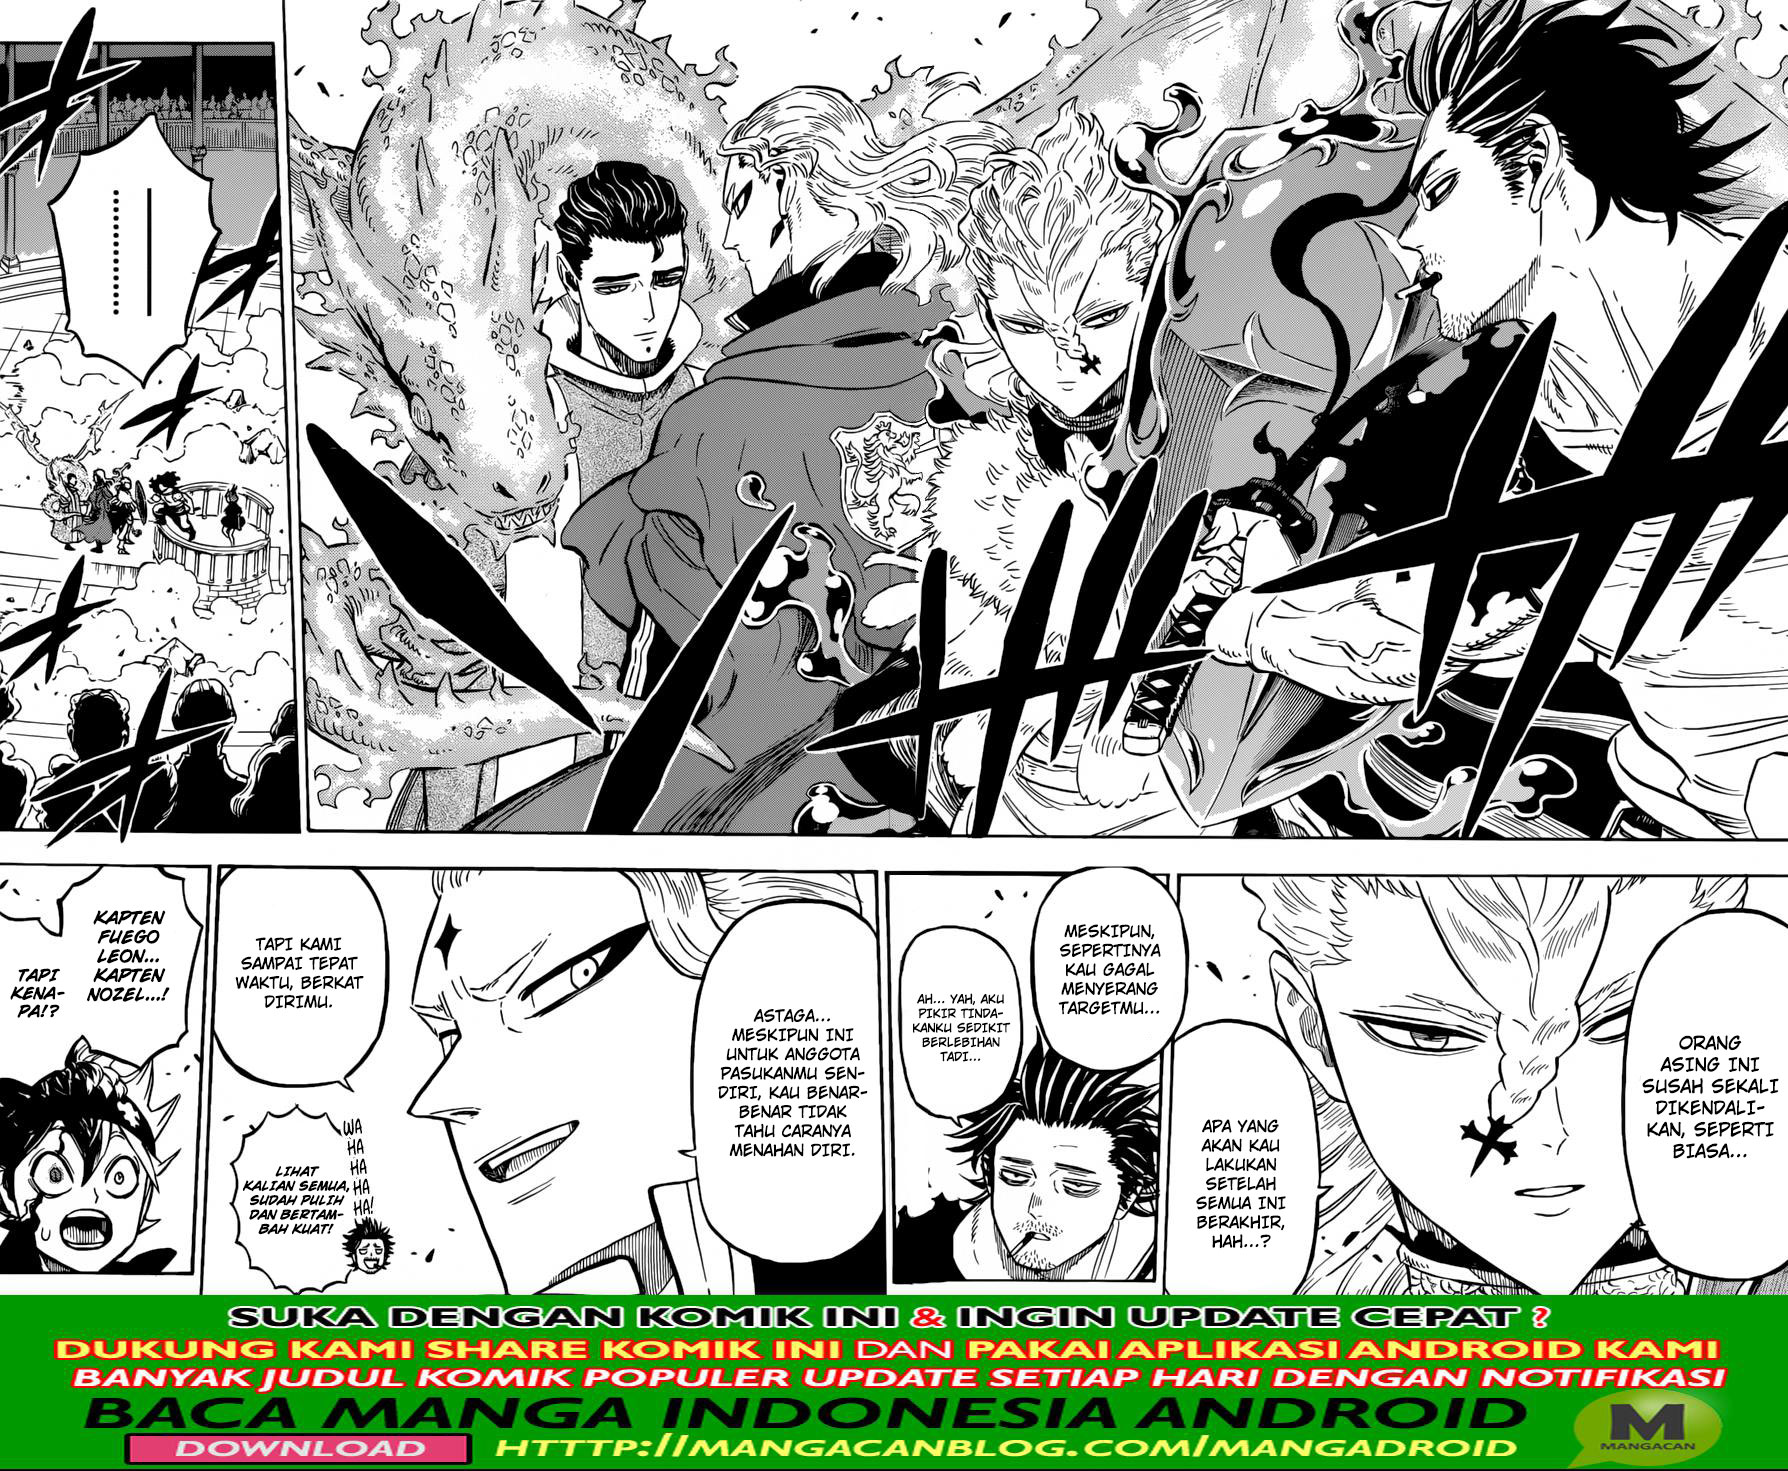 ORANG
ASING INI
SUSAH SEKALI
DIKENDALI-
KAN, SEPERTI
BIASA...
APA YANG
AKAN KAU
LAKUKAN
SETELAH
SEMUA INI
BERAKHIR,
HAH...?
MESKIPUN,
SEPERTINYA
KAU GAGAL
MENYERANG
TARGETMU...
AH... YAH, AKU
PIKIR TINDA-
KANKU SEDIKIT
BERLEBIHAN
TADI...
ASTAGA...
MESKIPUN INI
UNTUK ANGGOTA
PASUKANMU SEN-
DIRI, KAU BENAR-
BENAR TIDAK
TAHU CARANYA
MENAHAN DIRI.
TAPI KAMI
SAMPAI TEPAT
WAKTU, BERKAT
DIRIMU.
WA
HA
HA
HA
HA!
LIHAT
KALIAN SEMUA,
SUDAH PULIH
DAN BERTAM-
BAH KUAT!
KAPTEN
FUEGO
LEON...
KAPTEN
NOZEL...!
TAPI
KENA-
PA!?
SUKA DENGAN KOMIK INI & INGIN UPDATE CEPAT ?
DUKUNG KAMI SHARE KOMIK INI DAN PAKAI APLIKASI ANDROID KAMI
BANYAK JUDUL KOMIK POPULER UPDATE SETIAP HARI DENGAN NOTIFIKASI
BACA MANGA INDONESIA ANDROID
DOWNLOAD HTTTP://MANGACANBLOG.COM/MANGADROID
M
MANGACAN